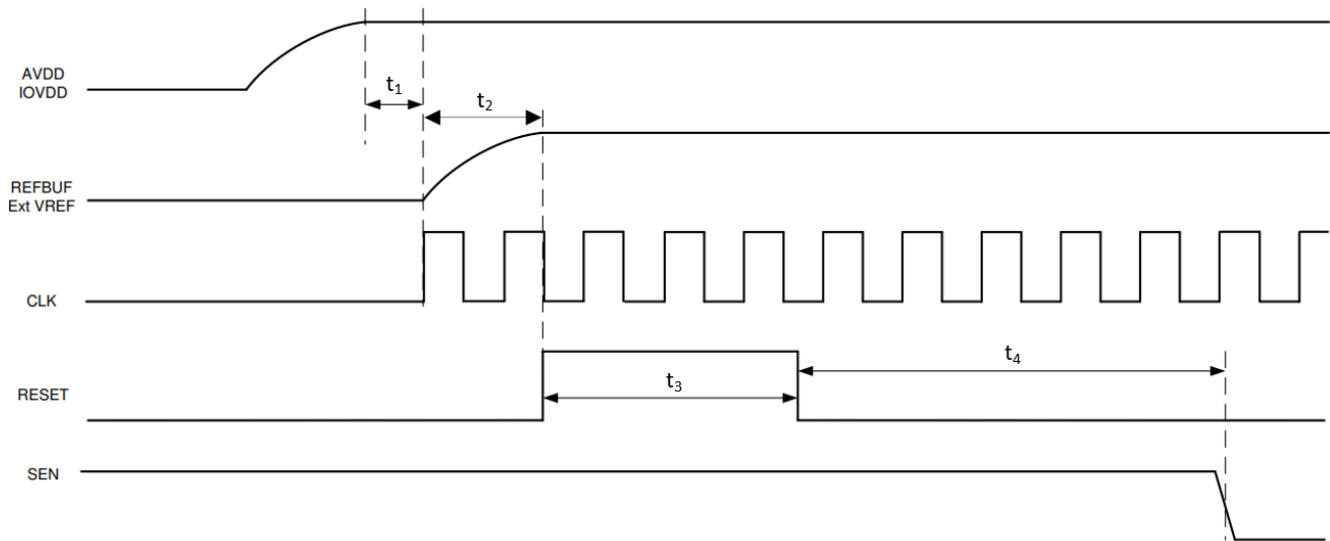 AVDD
IOVDD
t₁
t₂
REFBUF
Ext VREF
CLK
RESET
t₃
t₄
SEN